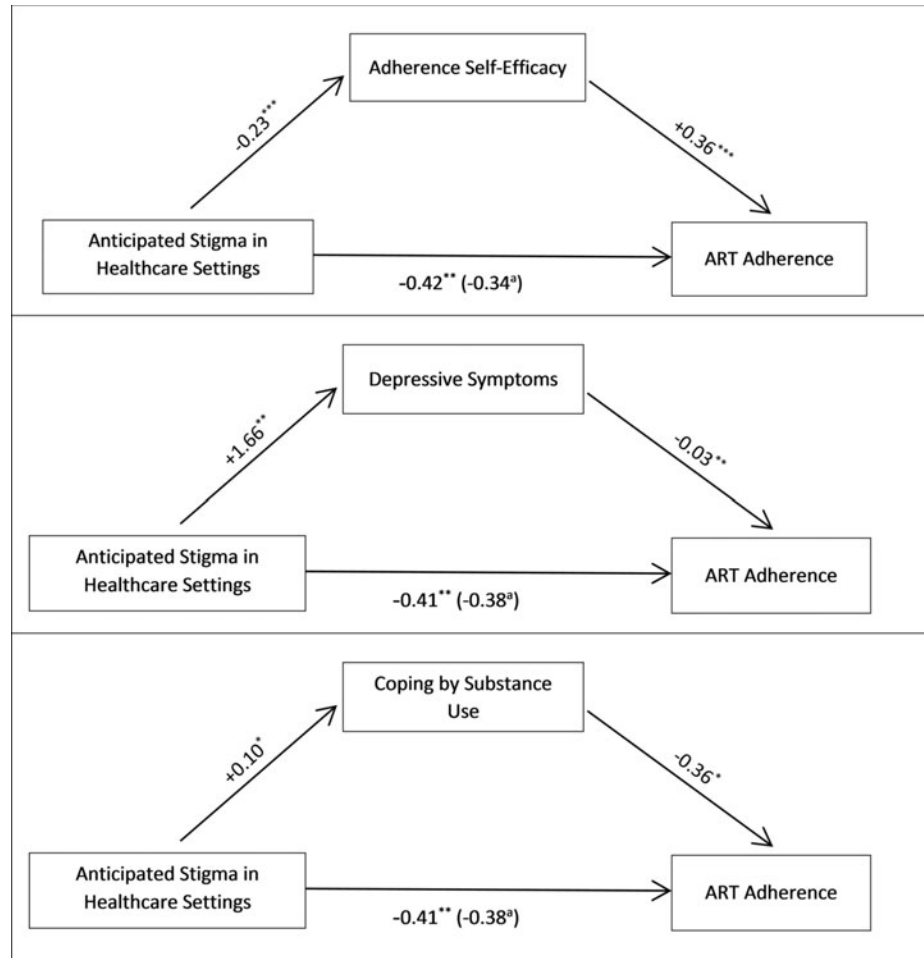 Adherence Self-Efficacy
-0.23***
+0.36***
Anticipated Stigma in
Healthcare Settings
ART Adherence
-0.42** (-0.34ᵃ)
Depressive Symptoms
+1.66**
-0.03**
Anticipated Stigma in
Healthcare Settings
ART Adherence
-0.41** (-0.38ᵃ)
Coping by Substance
Use
+0.10*
-0.36*
Anticipated Stigma in
Healthcare Settings
ART Adherence
-0.41** (-0.38ᵃ)